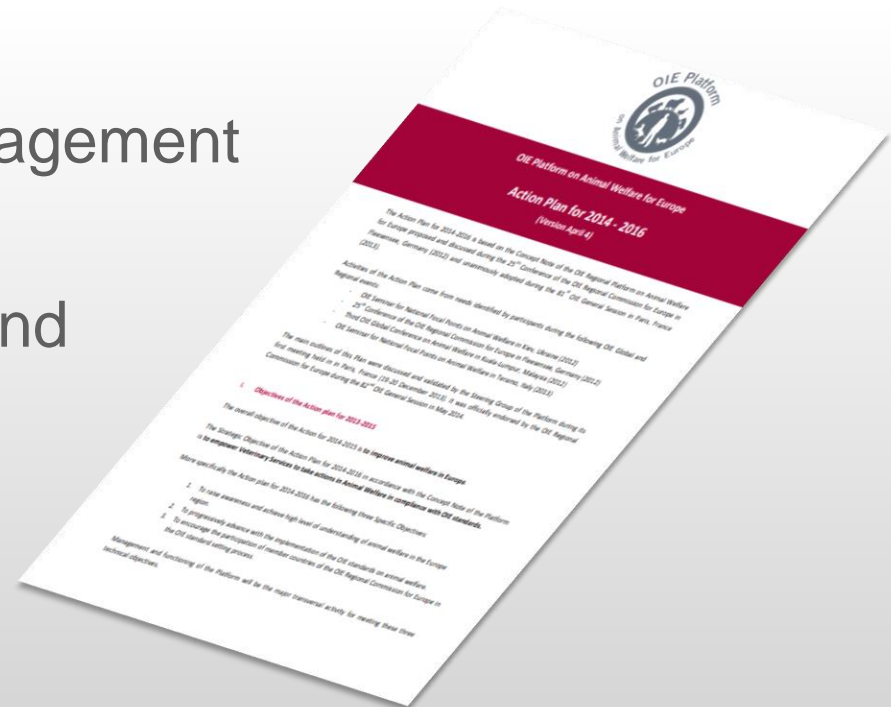 agement
nd
OIE Platform
on Animal Welfare for Europe
OIE Platform on Animal Welfare for Europe
Action Plan for 2014 - 2016
(Version April 4)
The Action Plan for 2014-2016 is based on the Concept Note of the OIE Regional Platform on Animal Welfare
for Europe proposed and discussed during the 25th Conference of the OIE Regional Commission for Europe in
Fleesensee, Germany (2012) and unanimously adopted during the 81st OIE General Session in Paris, France
(2013).
Activities of the Action Plan come from needs identified by participants during the following OIE Global and
Regional events:
- OIE Seminar for National Focal Points on Animal Welfare in Kiev, Ukraine (2012)
- 25th Conference of the OIE Regional Commission for Europe in Fleesensee, Germany (2012)
- Third OIE Global Conference on Animal Welfare in Kuala Lumpur, Malaysia (2012)
- OIE Seminar for National Focal Points on Animal Welfare in Teramo, Italy (2013)
The main outlines of this Plan were discussed and validated by the Steering Group of the Platform during its
first meeting held in in Paris, France (19-20 December 2013). It was officially endorsed by the OIE Regional
Commission for Europe during the 82nd OIE General Session in May 2014.
Objectives of the Action plan for 2013-2015
The overall objective of the Action for 2014-2015 is to improve animal welfare in Europe
The Strategic Objective of the Action Plan for 2014-2016 in accordance with the Concept Note of the Platform
is to empower Veterinary Services to take actions in Animal Welfare in compliance with OIE standards.
More specifically the Action plan for 2014-2016 has the following three Specific Objectives:
1 To raise awareness and achieve high level of understanding of animal welfare in the Europe
region.
2 To progressively advance with the implementation of the OIE standards on animal welfare.
3 To encourage the participation of member countries of the OIE Regional Commission for Europe in
the OIE standard setting process.
Management and functioning of the Platform will be the major transversal activity for meeting these three
technical objectives.